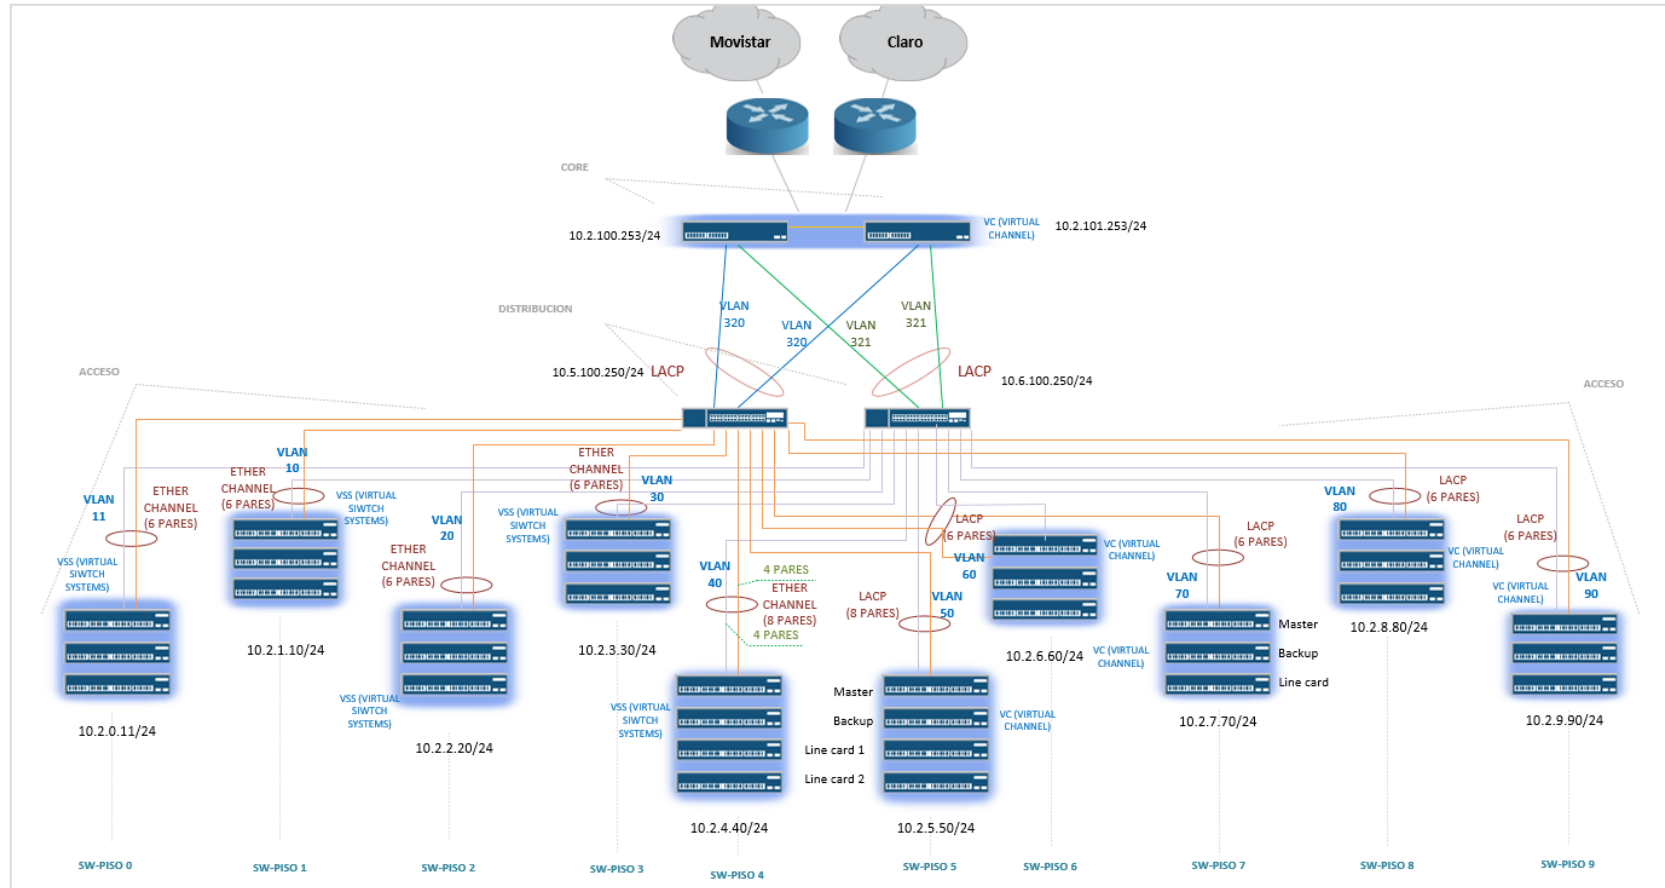 Movistar
Claro
CORE
10.2.100.253/24
VC (VIRTUAL
CHANNEL)
10.2.101.253/24
DISTRIBUCION
VLAN
320
VLAN
320
VLAN
321
VLAN
321
ACCESO
10.5.100.250/24
LACP
LACP
10.6.100.250/24
ACCESO
VLAN
11
ETHER
CHANNEL
(6 PARES)
VSS (VIRTUAL
SIWTCH
SYSTEMS)
10.2.0.11/24
VLAN
10
ETHER
CHANNEL
(6 PARES)
VSS (VIRTUAL
SIWTCH
SYSTEMS)
10.2.1.10/24
VLAN
20
ETHER
CHANNEL
(6 PARES)
VSS (VIRTUAL
SIWTCH
SYSTEMS)
10.2.2.20/24
ETHER
CHANNEL
(6 PARES)
VLAN
30
VSS (VIRTUAL
SIWTCH
SYSTEMS)
10.2.3.30/24
VLAN
40
4 PARES
ETHER
CHANNEL
(8 PARES)
4 PARES
VSS (VIRTUAL
SIWTCH
SYSTEMS)
10.2.4.40/24
LACP
(8 PARES)
VLAN
50
Master
Backup
Line card 1
Line card 2
VC (VIRTUAL
CHANNEL)
10.2.5.50/24
LACP
(6 PARES)
VLAN
60
VC (VIRTUAL
CHANNEL)
10.2.6.60/24
LACP
(6 PARES)
VLAN
70
VC (VIRTUAL
CHANNEL)
Master
Backup
Line card
10.2.7.70/24
VLAN
80
LACP
(6 PARES)
VC (VIRTUAL
CHANNEL)
10.2.8.80/24
LACP
(6 PARES)
VC (VIRTUAL
CHANNEL)
VLAN
90
10.2.9.90/24
SW-PISO 0
SW-PISO 1
SW-PISO 2
SW-PISO 3
SW-PISO 4
SW-PISO 5
SW-PISO 6
SW-PISO 7
SW-PISO 8
SW-PISO 9